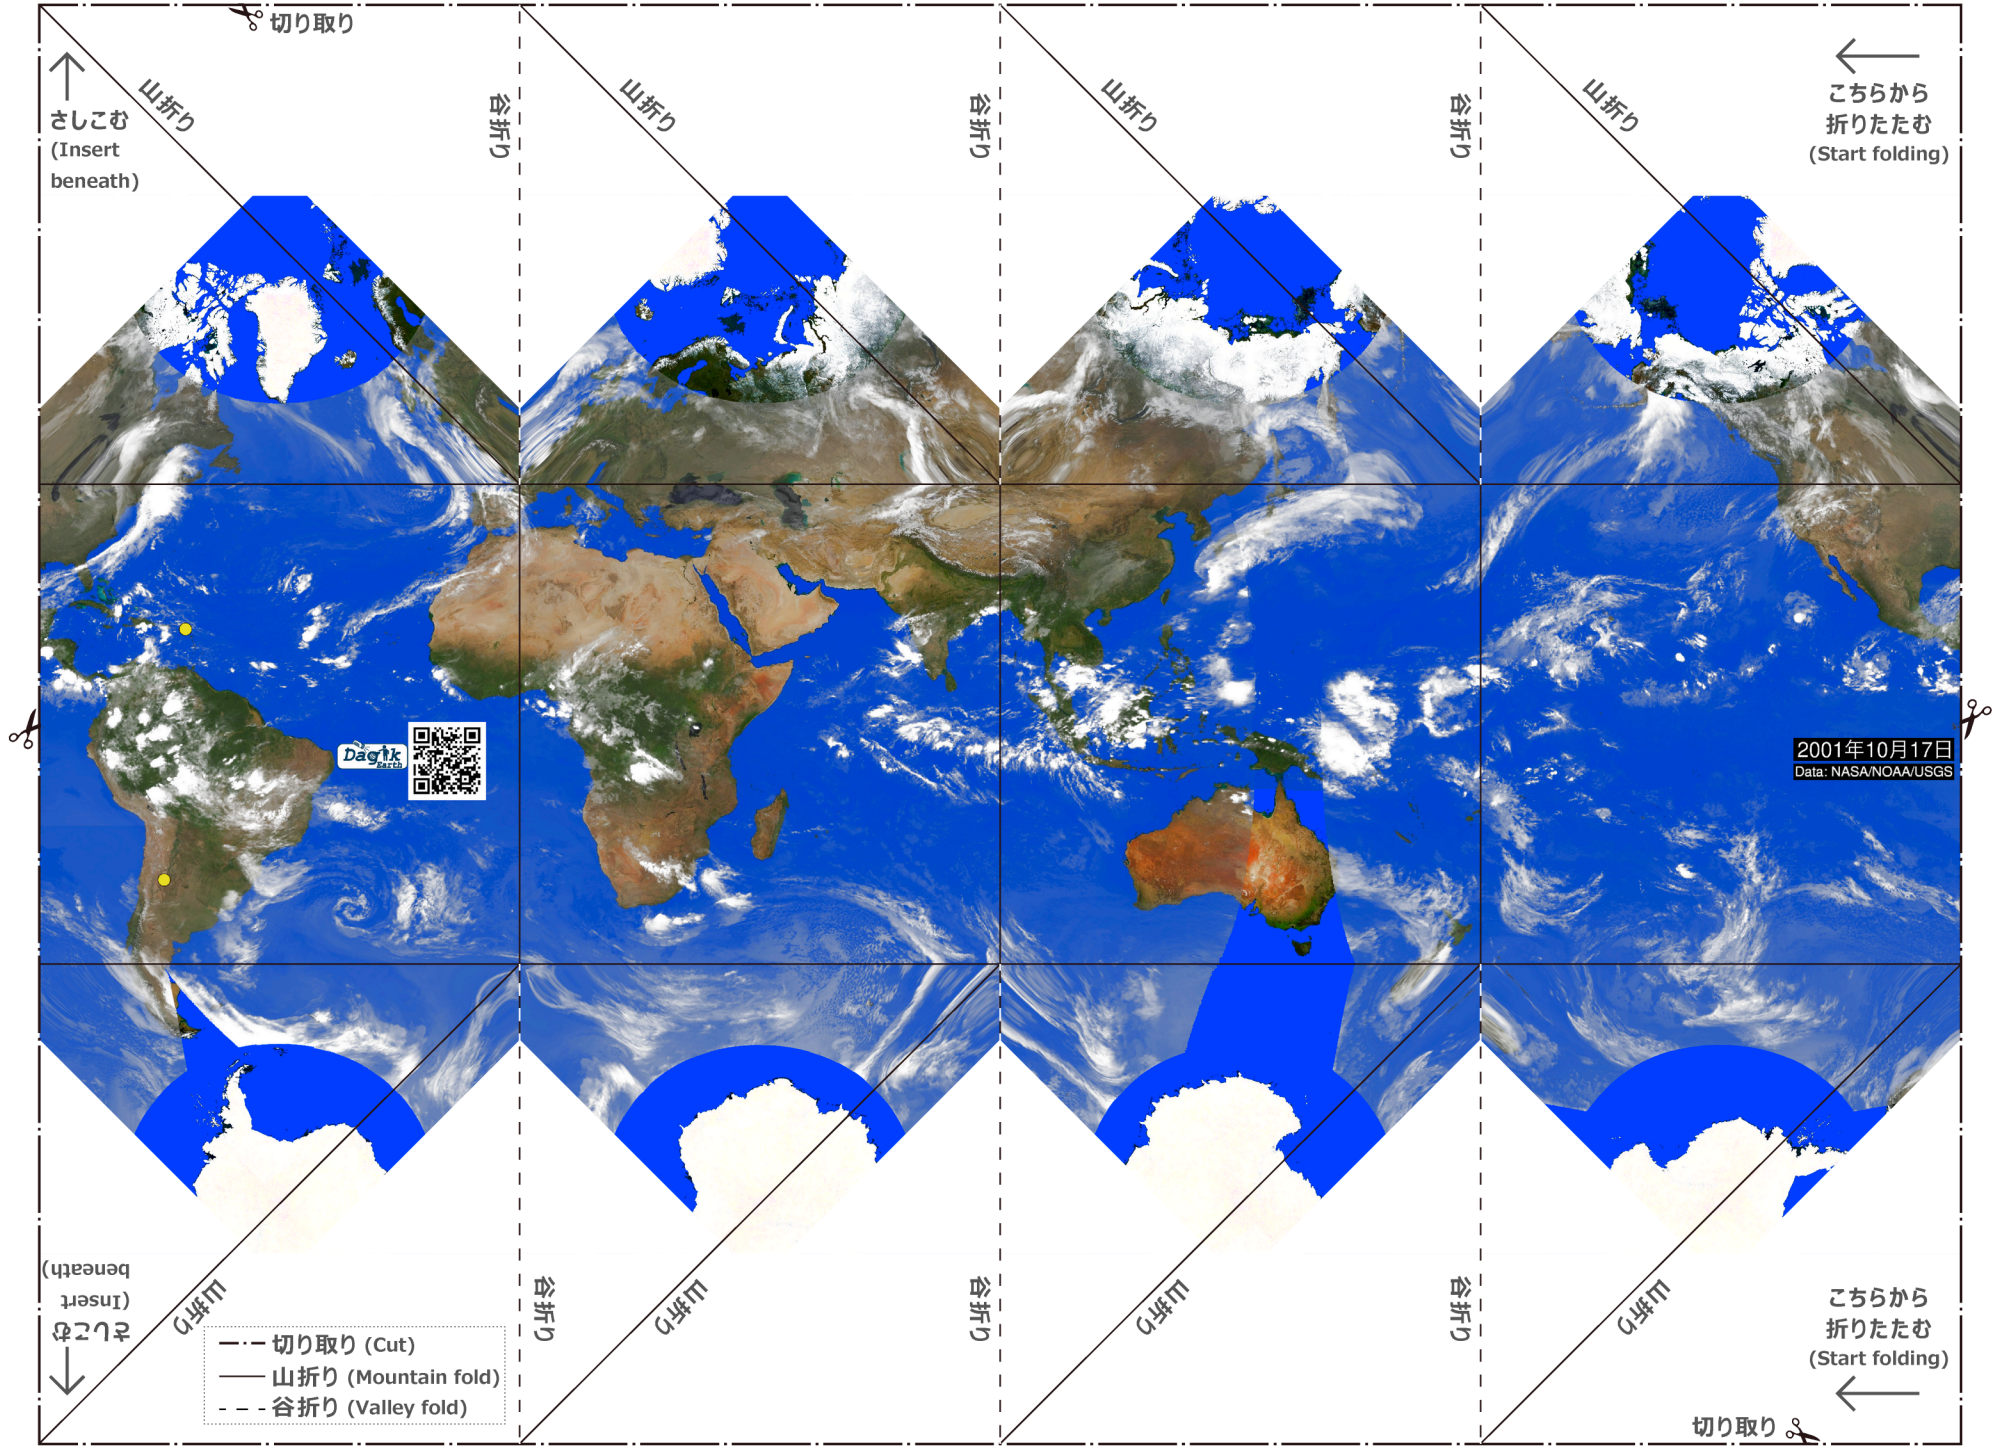 切り取り
さしこむ
(Insert
beneath)
山折り
谷折り
山折り
谷折り
山折り
谷折り
山折り
こちらから
折りたたむ
(Start folding)
Dagik
Earth
2001年10月17日
Data: NASA/NOAA/USGS
さしこむ
(Insert
beneath)
山折り
谷折り
山折り
谷折り
山折り
谷折り
山折り
こちらから
折りたたむ
(Start folding)
切り取り (Cut)
山折り (Mountain fold)
谷折り (Valley fold)
切り取り